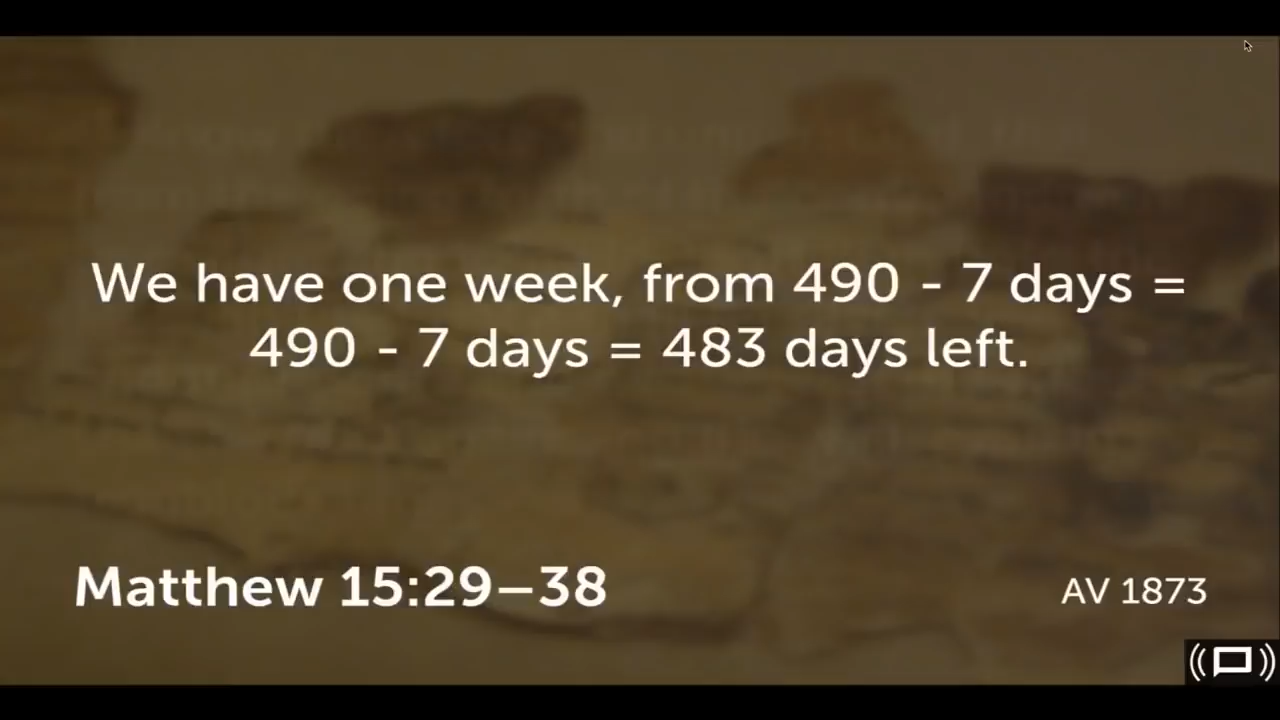 We have one week, from 490 - 7 days =
490 - 7 days = 483 days left.
Matthew 15:29–38
AV 1873